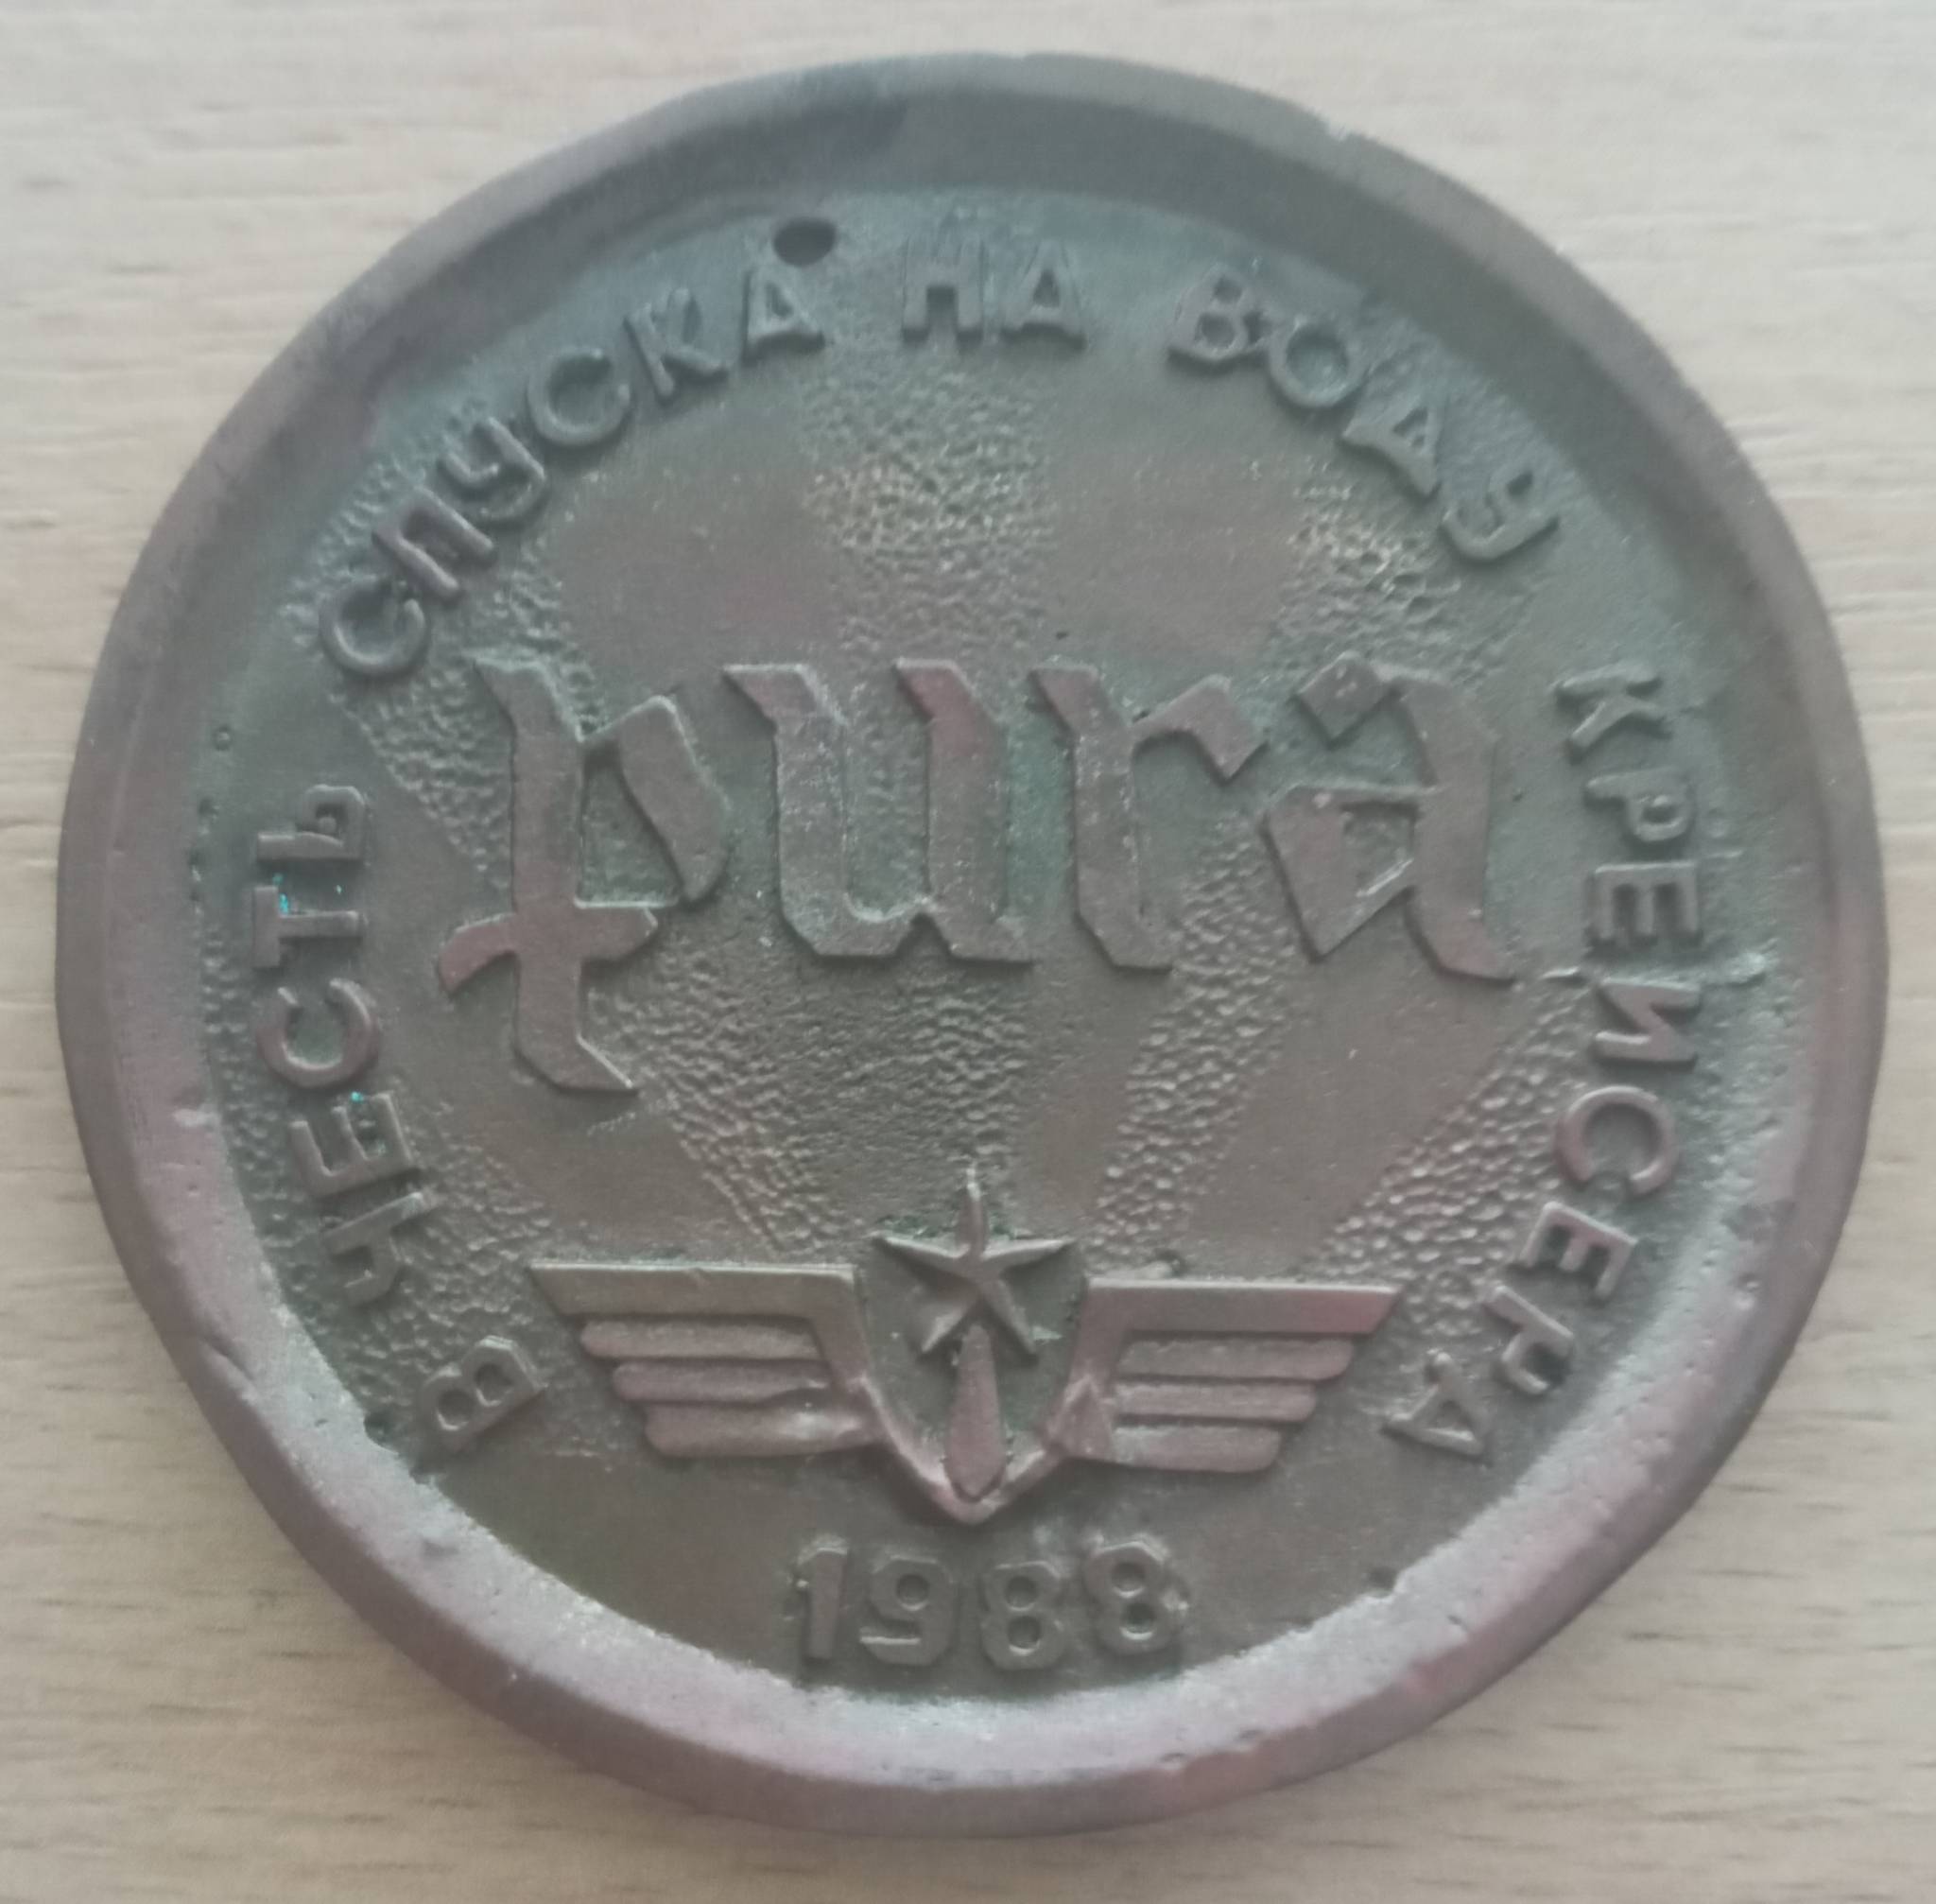 В ЧЕСТЬ СПУСКА НА ВОДУ КРЕЙСЕРА
рига
1988